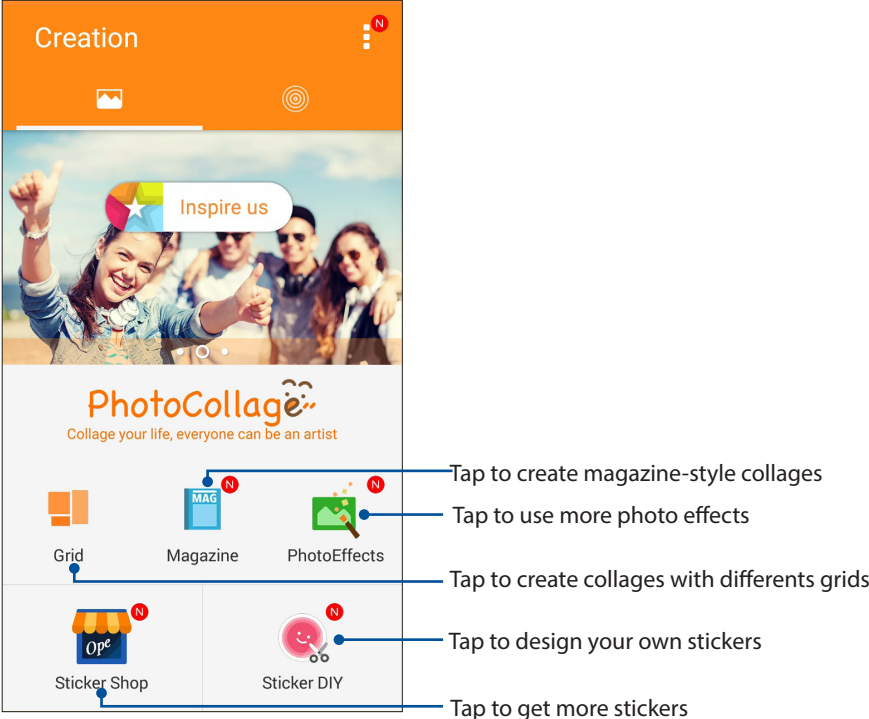 Creation
N
Inspire us
PhotoCollage
Collage your life, everyone can be an artist
N
N
MAG
Grid
Magazine
PhotoEffects
N
N
Ope
Sticker Shop
Sticker DIY
Tap to create magazine-style collages
Tap to use more photo effects
Tap to create collages with differents grids
Tap to design your own stickers
Tap to get more stickers